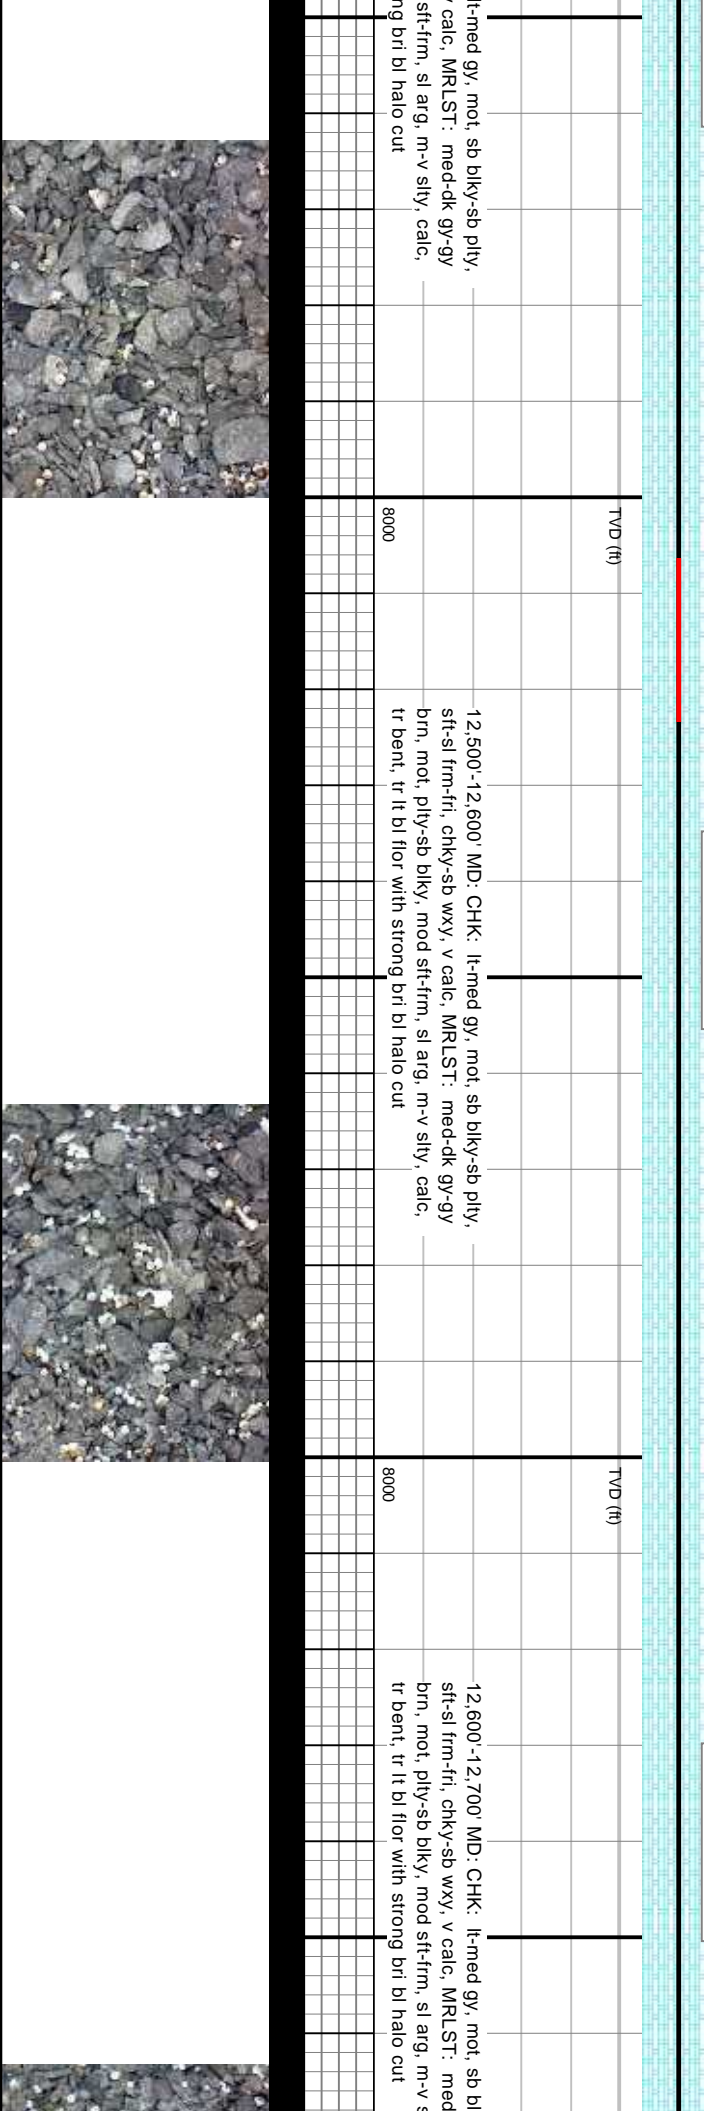 lt-med gy, mot, sb blky-sb plty,
calc, MRLST: med-dk gy-gy
sft-frm, sl arg, m-v slty, calc,
bri bl halo cut
TVD (ft)
8000
12,500'-12,600' MD: CHK: lt-med gy, mot, sb blky-sb plty,
sft-sl frm-fri, chky-sb wxy, v calc, MRLST: med-dk gy-gy
brn, mot, plty-sb blky, mod sft-frm, sl arg, m-v slty, calc,
tr bent, tr lt bl flor with strong bri bl halo cut
TVD (ft)
8000
12,600'-12,700' MD: CHK: lt-med gy, mot, sb
sft-sl frm-fri, chky-sb wxy, v calc, MRLST: med
brn, mot, plty-sb blky, mod sft-frm, sl arg, m-v
tr bent, tr lt bl flor with strong bri bl halo cut